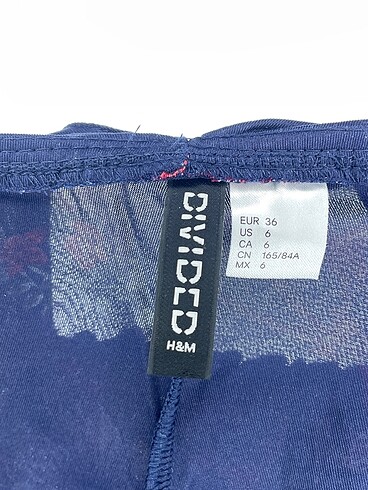 DIVIDED
H&M
EUR 36
US 6
CA 6
CN 165/84A
MX 6